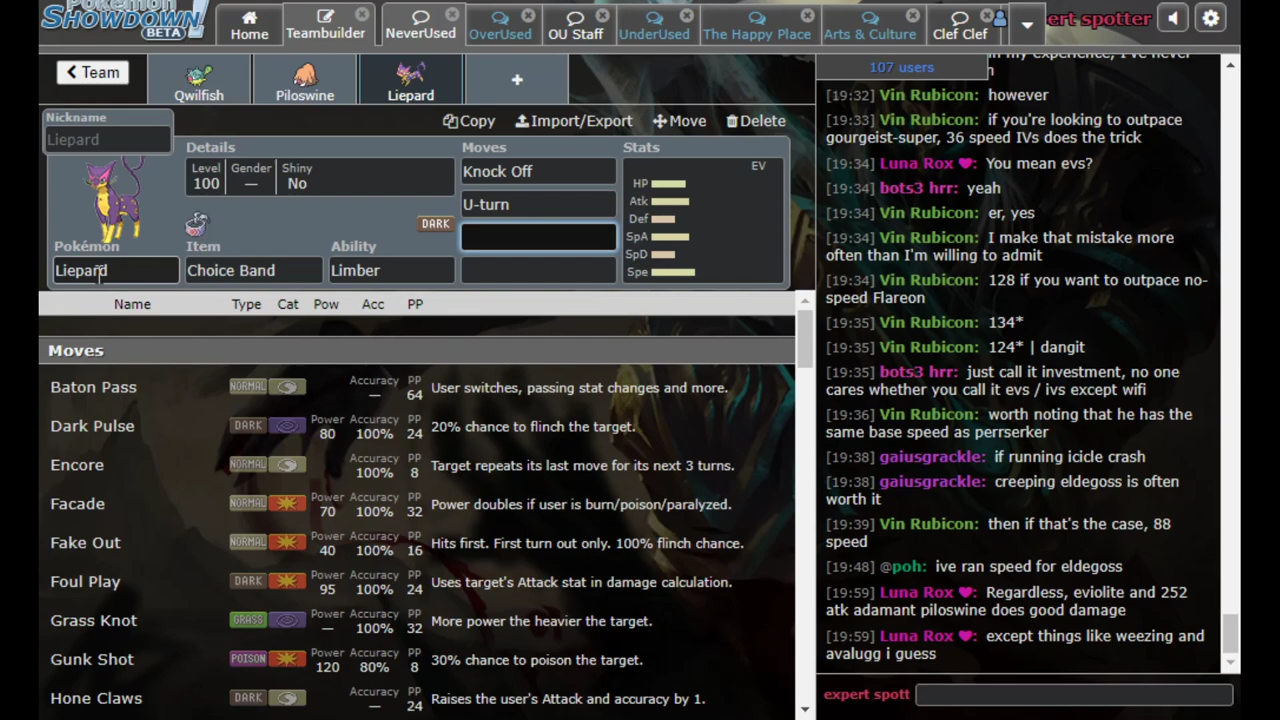 Pokémon
SHOWDOWN!
BETA
Home
Teambuilder
NeverUsed
OverUsed
OU Staff
UnderUsed
The Happy Place
Arts & Culture
Clef Clef
ert spotter
Team
Qwilfish
Piloswine
Liepard
107 users
Nickname
Liepard
Copy
Import/Export
Move
Delete
Details
Level
100
Gender
—
Shiny
No
DARK
Pokémon
Liepard
Item
Choice Band
Ability
Limber
Moves
Knock Off
U-turn
Stats
EV
HP
Atk
Def
SpA
SpD
Spe
Name Type Cat Pow Acc PP
Moves
Baton Pass NORMAL Accuracy — PP 64 User switches, passing stat changes and more.
Dark Pulse DARK Power 80 Accuracy 100% PP 24 20% chance to flinch the target.
Encore NORMAL Accuracy 100% PP 8 Target repeats its last move for its next 3 turns.
Facade NORMAL Power 70 Accuracy 100% PP 32 Power doubles if user is burn/poison/paralyzed.
Fake Out NORMAL Power 40 Accuracy 100% PP 16 Hits first. First turn out only. 100% flinch chance.
Foul Play DARK Power 95 Accuracy 100% PP 24 Uses target's Attack stat in damage calculation.
Grass Knot GRASS Power — Accuracy 100% PP 32 More power the heavier the target.
Gunk Shot POISON Power 120 Accuracy 80% PP 8 30% chance to poison the target.
Hone Claws DARK Accuracy — PP 24 Raises the user's Attack and accuracy by 1.
[19:32] Vin Rubicon: however
[19:33] Vin Rubicon: if you're looking to outpace
gourgeist-super, 36 speed IVs does the trick
[19:34] Luna Rox ♥: You mean evs?
[19:34] bots3 hrr: yeah
[19:34] Vin Rubicon: er, yes
[19:34] Vin Rubicon: I make that mistake more
often than I'm willing to admit
[19:34] Vin Rubicon: 128 if you want to outpace no-
speed Flareon
[19:35] Vin Rubicon: 134*
[19:35] Vin Rubicon: 124* | dangit
[19:35] bots3 hrr: just call it investment, no one
cares whether you call it evs / ivs except wifi
[19:36] Vin Rubicon: worth noting that he has the
same base speed as perrserker
[19:38] gaiusgrackle: if running icicle crash
[19:38] gaiusgrackle: creeping eldegoss is often
worth it
[19:39] Vin Rubicon: then if that's the case, 88
speed
[19:48] @poh: ive ran speed for eldegoss
[19:59] Luna Rox ♥: Regardless, eviolite and 252
atk adamant piloswine does good damage
[19:59] Luna Rox ♥: except things like weezing and
avalugg i guess
expert spott